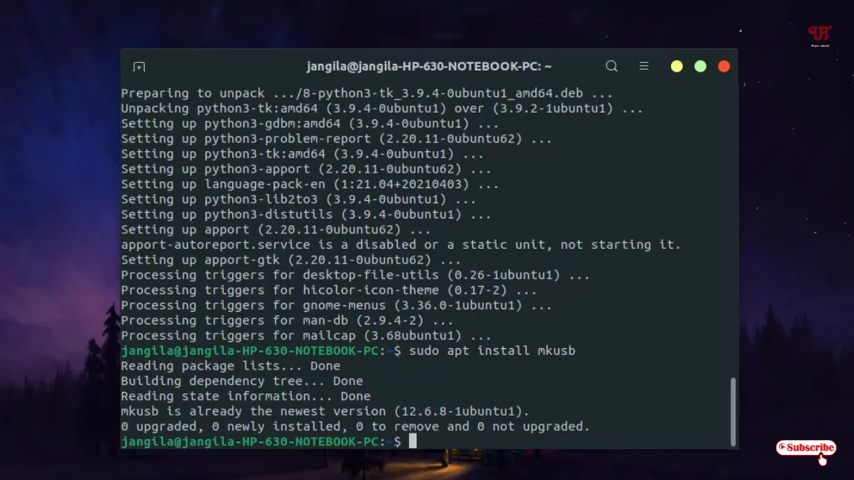 jangila@jangila-HP-630-NOTEBOOK-PC: ~
Preparing to unpack .../8-python3-tk_3.9.4-0ubuntu1_amd64.deb ...
Unpacking python3-tk:amd64 (3.9.4-0ubuntu1) over (3.9.2-1ubuntu1) ...
Setting up python3-gdbm:amd64 (3.9.4-0ubuntu1) ...
Setting up python3-problem-report (2.20.11-0ubuntu62) ...
Setting up python3-tk:amd64 (3.9.4-0ubuntu1) ...
Setting up python3-apport (2.20.11-0ubuntu62) ...
Setting up language-pack-en (1:21.04+20210403) ...
Setting up python3-lib2to3 (3.9.4-0ubuntu1) ...
Setting up python3-distutils (3.9.4-0ubuntu1) ...
Setting up apport (2.20.11-0ubuntu62) ...
apport-autoreport.service is a disabled or a static unit, not starting it.
Setting up apport-gtk (2.20.11-0ubuntu62) ...
Processing triggers for desktop-file-utils (0.26-1ubuntu1) ...
Processing triggers for hicolor-icon-theme (0.17-2) ...
Processing triggers for gnome-menus (3.36.0-1ubuntu1) ...
Processing triggers for man-db (2.9.4-2) ...
Processing triggers for mailcap (3.68ubuntu1) ...
jangila@jangila-HP-630-NOTEBOOK-PC:~$ sudo apt install mkusb
Reading package lists... Done
Building dependency tree... Done
Reading state information... Done
mkusb is already the newest version (12.6.8-1ubuntu1).
0 upgraded, 0 newly installed, 0 to remove and 0 not upgraded.
jangila@jangila-HP-630-NOTEBOOK-PC:~$
Subscribe